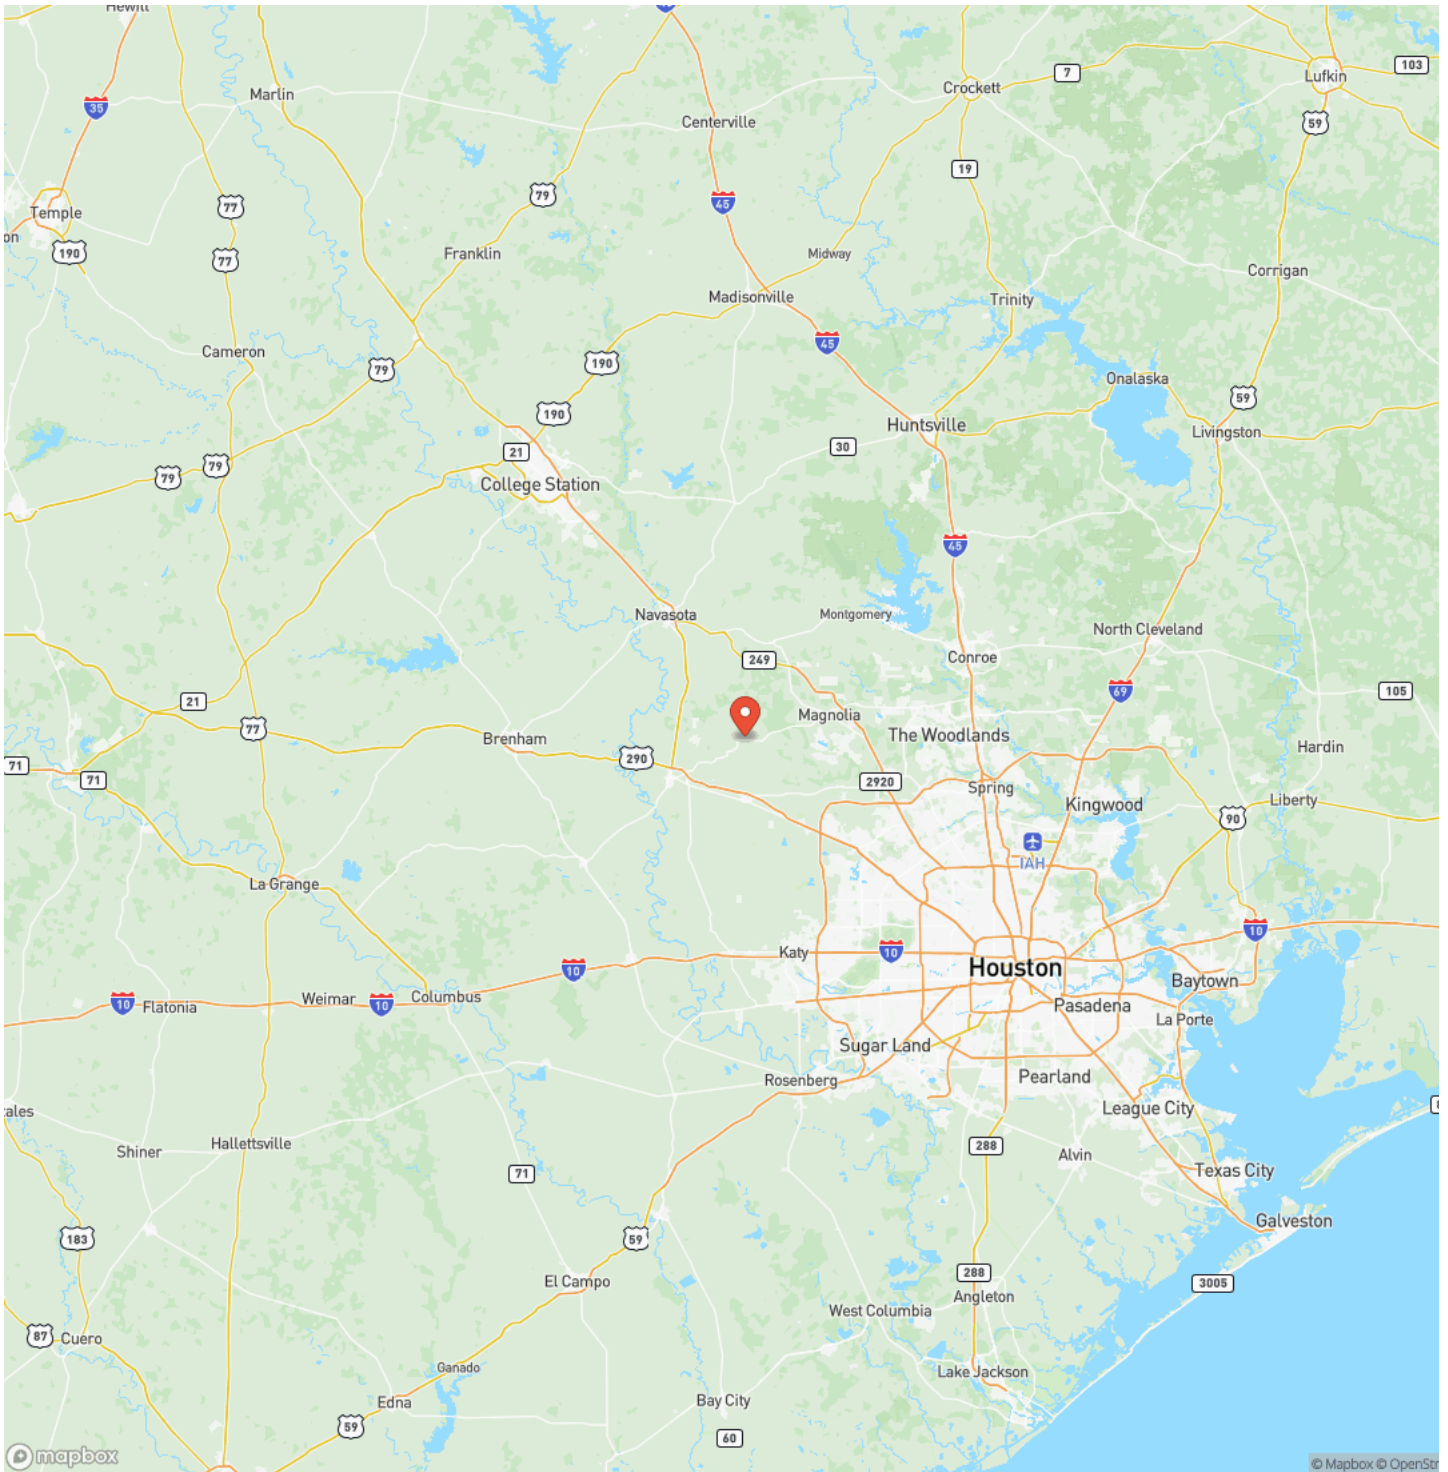 Hewitt
45
103
7
Lufkin
Crockett
Marlin
35
Centerville
59
19
79
45
77
Temple
on
190
77
Franklin
Midway
Corrigan
Madisonville
Trinity
45
Cameron
190
79
Onalaska
59
190
Huntsville
Livingston
30
21
79
79
College Station
45
Navasota
Montgomery
North Cleveland
Conroe
249
69
105
21
Magnolia
77
The Woodlands
Brenham
Hardin
290
71
71
2920
Spring
Kingwood
Liberty
90
IAH
La Grange
10
Katy
10
Houston
10
Baytown
Weimar
Columbus
10
10
Flatonia
Pasadena
La Porte
Sugar Land
Rosenberg
Pearland
ales
League City
Hallettsville
288
Shiner
Alvin
71
Texas City
Galveston
183
59
288
El Campo
3005
Angleton
West Columbia
87
Cuero
Ganado
Lake Jackson
Edna
Bay City
59
60
mapbox
© Mapbox © OpenStr